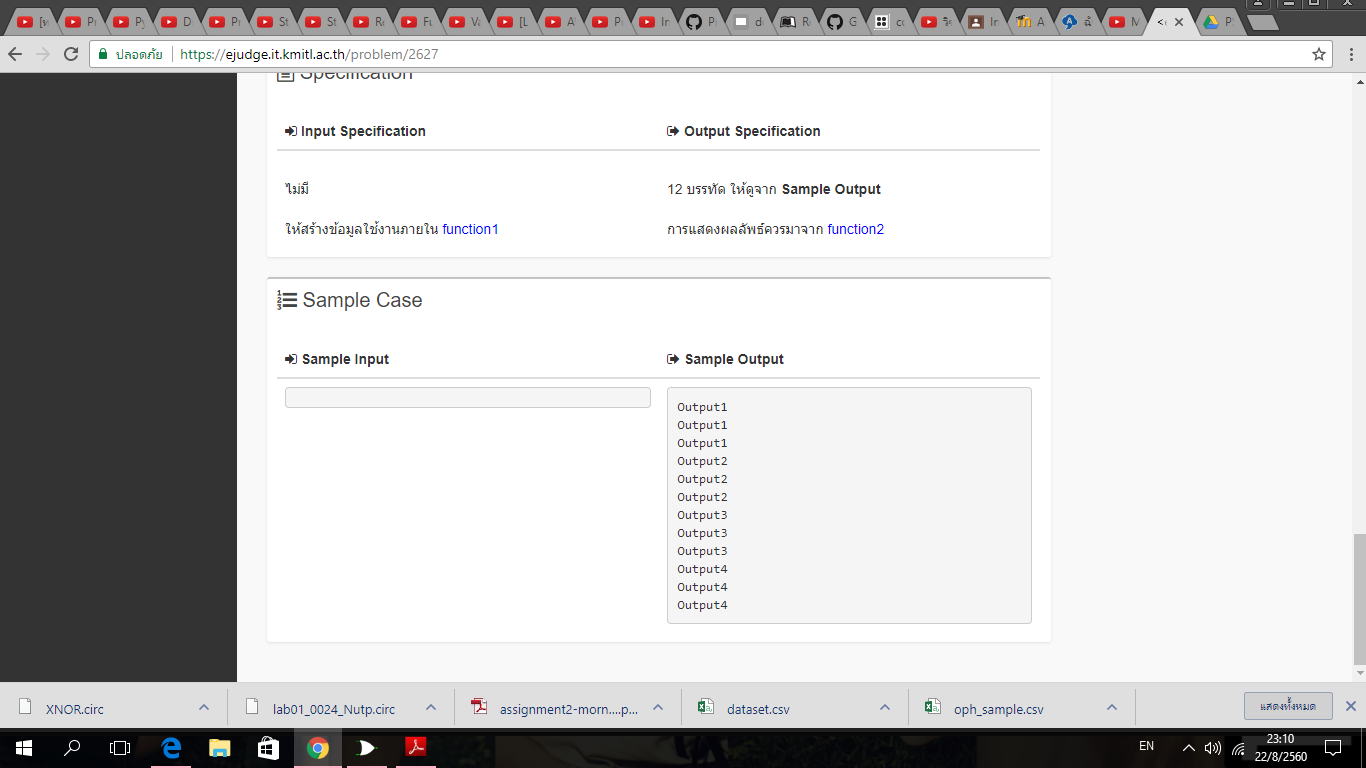 ปลอดภัย
https://ejudge.it.kmitl.ac.th/problem/2627
Specification
Input Specification
Output Specification
ไม่มี
12 บรรทัด ให้ดูจาก Sample Output
ให้สร้างข้อมูลใช้งานภายใน function1
การแสดงผลลัพธ์ควรมาจาก function2
Sample Case
Sample Input
Sample Output
Output1
Output1
Output1
Output2
Output2
Output2
Output3
Output3
Output3
Output4
Output4
Output4
XNOR.circ
lab01_0024_Nutp.circ
assignment2-morn....p...
dataset.csv
oph_sample.csv
แสดงทั้งหมด
EN
23:10
22/8/2560